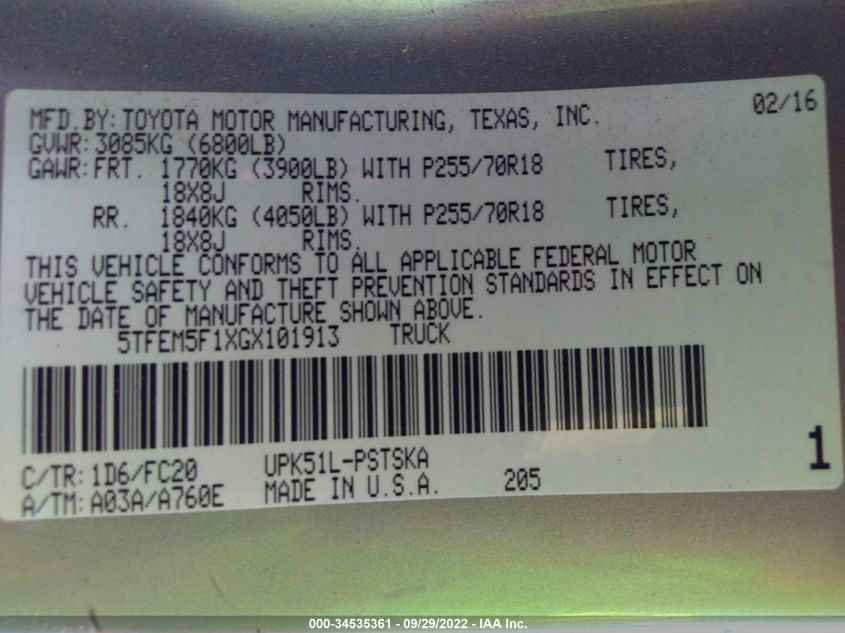 MFD.BY:TOYOTA MOTOR MANUFACTURING, TEXAS, INC. 02/16
GVWR:3085KG (6800LB)
GAWR:FRT. 1770KG (3900LB) WITH P255/70R18 TIRES,
18X8J RIMS.
RR. 1840KG (4050LB) WITH P255/70R18 TIRES,
18X8J RIMS.
THIS VEHICLE CONFORMS TO ALL APPLICABLE FEDERAL MOTOR
VEHICLE SAFETY AND THEFT PREVENTION STANDARDS IN EFFECT ON
THE DATE OF MANUFACTURE SHOWN ABOVE.
5TFEM5F1XGX101913 TRUCK
1
C/TR:1D6/FC20 UPK51L-PSTSKA
A/TM:A03A/A760E MADE IN U.S.A. 205
000-34535361 - 09/29/2022 - IAA Inc.